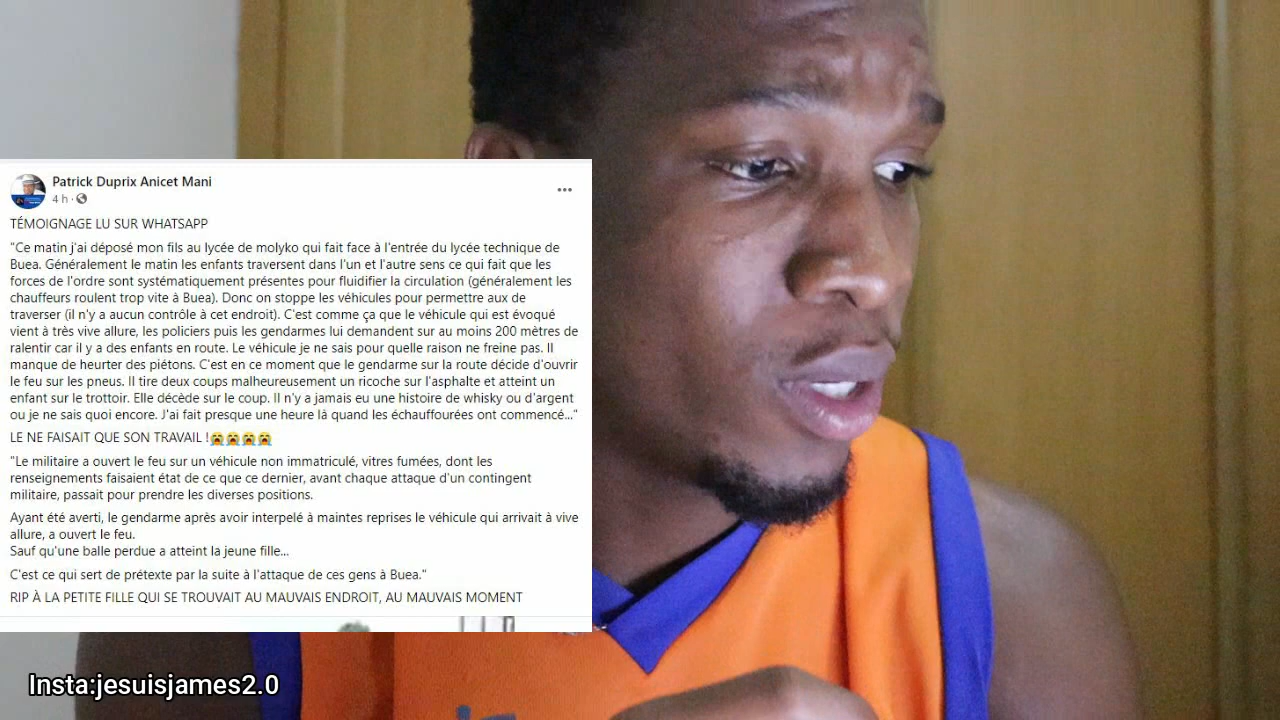 Patrick Duprix Anicet Mani
4 h
TÉMOIGNAGE LU SUR WHATSAPP
"Ce matin j'ai déposé mon fils au lycée de molyko qui fait face à l'entrée du lycée technique de
Buea. Généralement le matin les enfants traversent dans l'un et l'autre sens ce qui fait que les
forces de l'ordre sont systématiquement présentes pour fluidifier la circulation (généralement les
chauffeurs roulent trop vite à Buea). Donc on stoppe les véhicules pour permettre aux de
traverser (il n'y a aucun contrôle à cet endroit). C'est comme ça que le véhicule qui est évoqué
vient à très vive allure, les policiers puis les gendarmes lui demandent sur au moins 200 mètres de
ralentir car il y a des enfants en route. Le véhicule je ne sais pour quelle raison ne freine pas. Il
manque de heurter des piétons. C'est en ce moment que le gendarme sur la route décide d'ouvrir
le feu sur les pneus. Il tire deux coups malheureusement un ricoche sur l'asphalte et atteint un
enfant sur le trottoir. Elle décède sur le coup. Il n'y a jamais eu une histoire de whisky ou d'argent
ou je ne sais quoi encore. J'ai fait presque une heure là quand les échauffourées ont commencé..."
LE NE FAISAIT QUE SON TRAVAIL !😭😭😭😭
"Le militaire a ouvert le feu sur un véhicule non immatriculé, vitres fumées, dont les
renseignements faisaient état de ce que ce dernier, avant chaque attaque d'un contingent
militaire, passait pour prendre les diverses positions.
Ayant été averti, le gendarme après avoir interpelé à maintes reprises le véhicule qui arrivait à vive
allure, a ouvert le feu.
Sauf qu'une balle perdue a atteint la jeune fille...
C'est ce qui sert de prétexte par la suite à l'attaque de ces gens à Buea."
RIP À LA PETITE FILLE QUI SE TROUVAIT AU MAUVAIS ENDROIT, AU MAUVAIS MOMENT
Insta:jesuisjames2.0